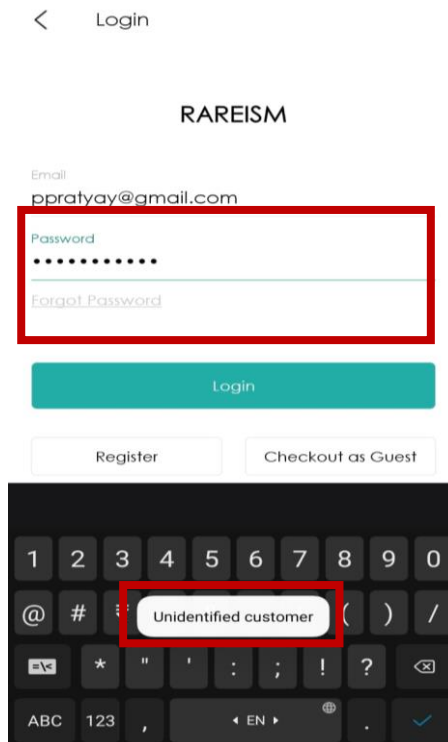 Login
RAREISM
Email
ppratyay@gmail.com
Password
•••••••••••
Forgot Password
Login
Register Checkout as Guest
1 2 3 4 5 6 7 8 9 0
@ # ₹ Unidentified customer ( ) /
=\< * " ' : ; ! ?
ABC 123 , EN .